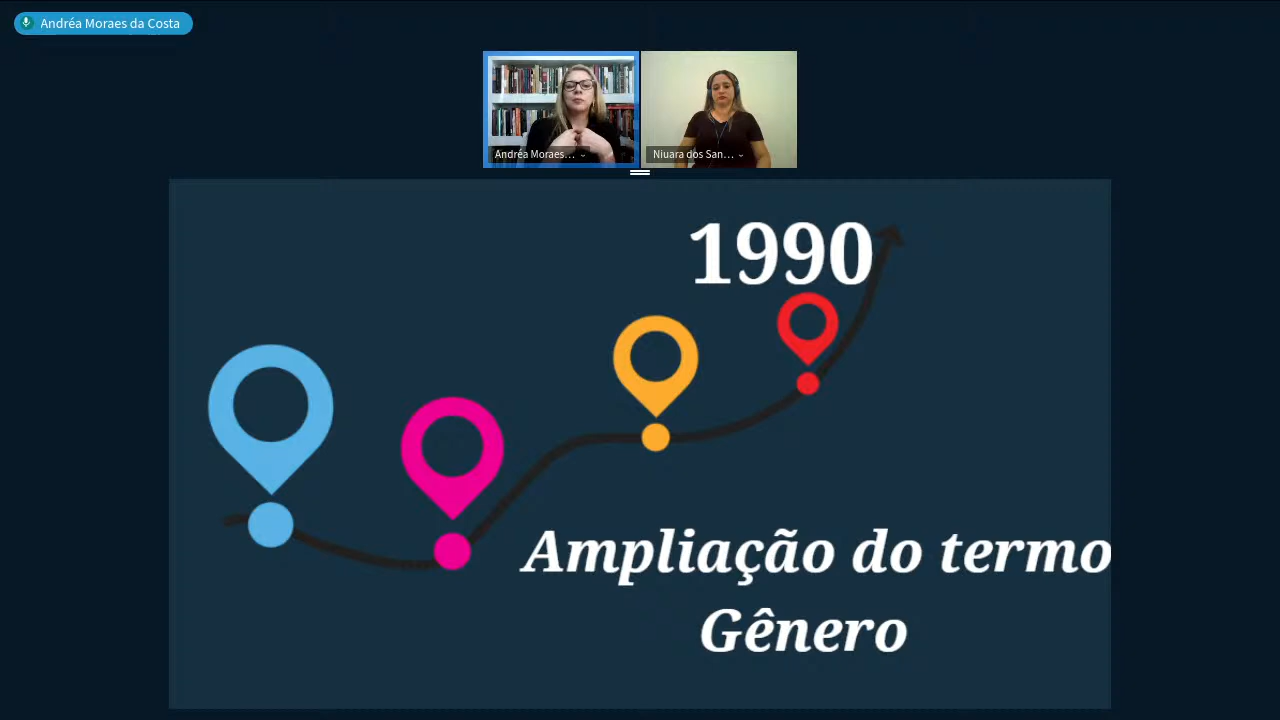 Andréa Moraes da Costa
Andréa Moraes...
Niuara dos San...
1990
Ampliação do termo
Gênero